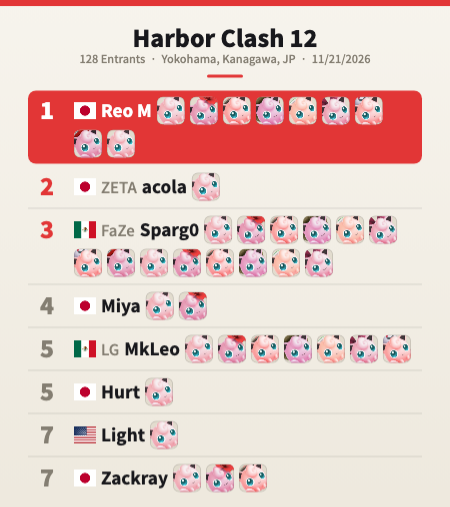 Harbor Clash 12
128 Entrants · Yokohama, Kanagawa, JP · 11/21/2026
1 Reo M
2 ZETA acola
3 FaZe Sparg0
4 Miya
5 LG MkLeo
5 Hurt
7 Light
7 Zackray